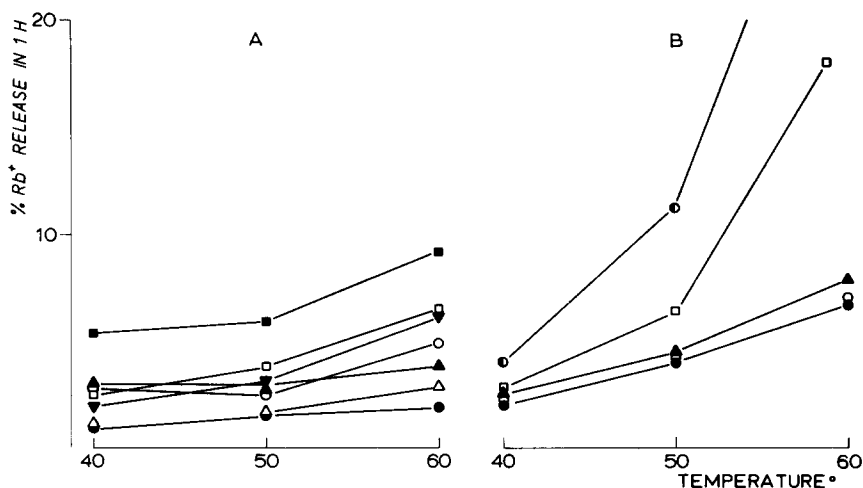 20
A
B
% Rb+ RELEASE IN 1 H
10
40 50 60 40 50 60
TEMPERATURE°